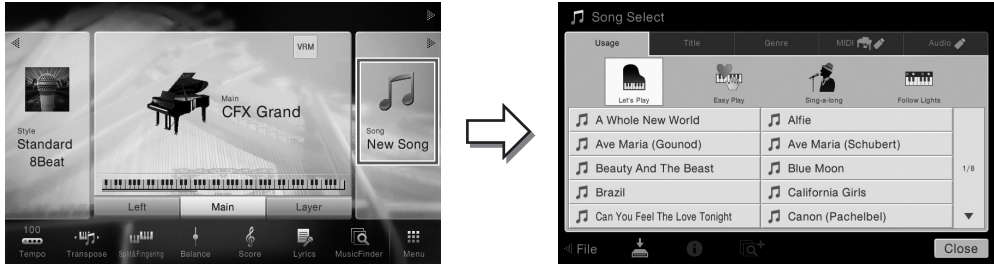 VRM
Style
Standard
8Beat
Main
CFX Grand
Song
New Song
Left Main Layer
100
Tempo Transpose Split&Fingering Balance Score Lyrics MusicFinder Menu
Song Select
Usage Title Genre MIDI Audio
Let's Play Easy Play Sing-a-long Follow Lights
A Whole New World Alfie
Ave Maria (Gounod) Ave Maria (Schubert)
Beauty And The Beast Blue Moon 1/8
Brazil California Girls
Can You Feel The Love Tonight Canon (Pachelbel)
File Close